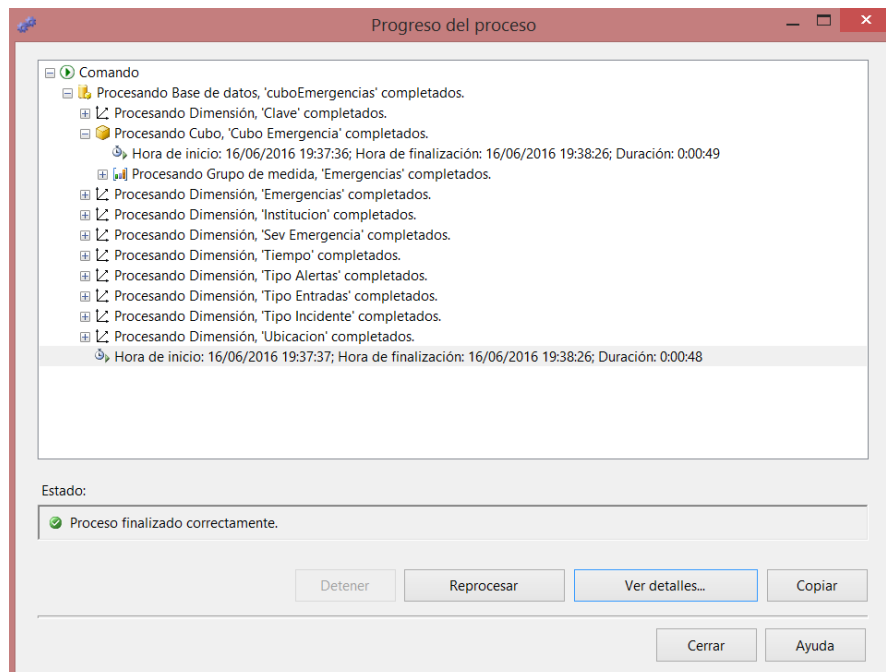 Progreso del proceso
Comando
Procesando Base de datos, 'cuboEmergencias' completados.
Procesando Dimensión, 'Clave' completados.
Procesando Cubo, 'Cubo Emergencia' completados.
Hora de inicio: 16/06/2016 19:37:36; Hora de finalización: 16/06/2016 19:38:26; Duración: 0:00:49
Procesando Grupo de medida, 'Emergencias' completados.
Procesando Dimensión, 'Emergencias' completados.
Procesando Dimensión, 'Institucion' completados.
Procesando Dimensión, 'Sev Emergencia' completados.
Procesando Dimensión, 'Tiempo' completados.
Procesando Dimensión, 'Tipo Alertas' completados.
Procesando Dimensión, 'Tipo Entradas' completados.
Procesando Dimensión, 'Tipo Incidente' completados.
Procesando Dimensión, 'Ubicacion' completados.
Hora de inicio: 16/06/2016 19:37:37; Hora de finalización: 16/06/2016 19:38:26; Duración: 0:00:48
Estado:
Proceso finalizado correctamente.
Detener Reprocesar Ver detalles... Copiar
Cerrar Ayuda